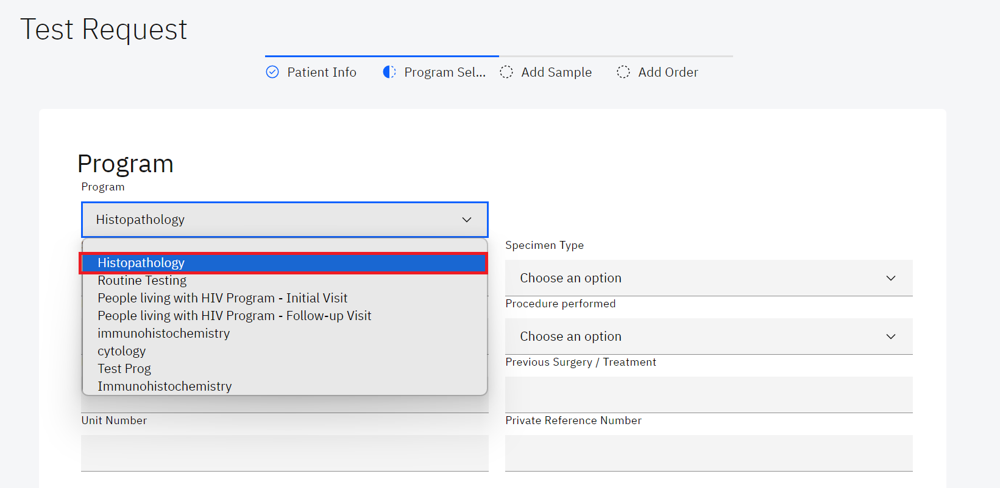 Test Request
Patient Info
Program Sel...
Add Sample
Add Order
Program
Program
Histopathology
Histopathology
Routine Testing
People living with HIV Program - Initial Visit
People living with HIV Program - Follow-up Visit
immunohistochemistry
cytology
Test Prog
Immunohistochemistry
Specimen Type
Choose an option
Procedure performed
Choose an option
Previous Surgery / Treatment
Unit Number
Private Reference Number